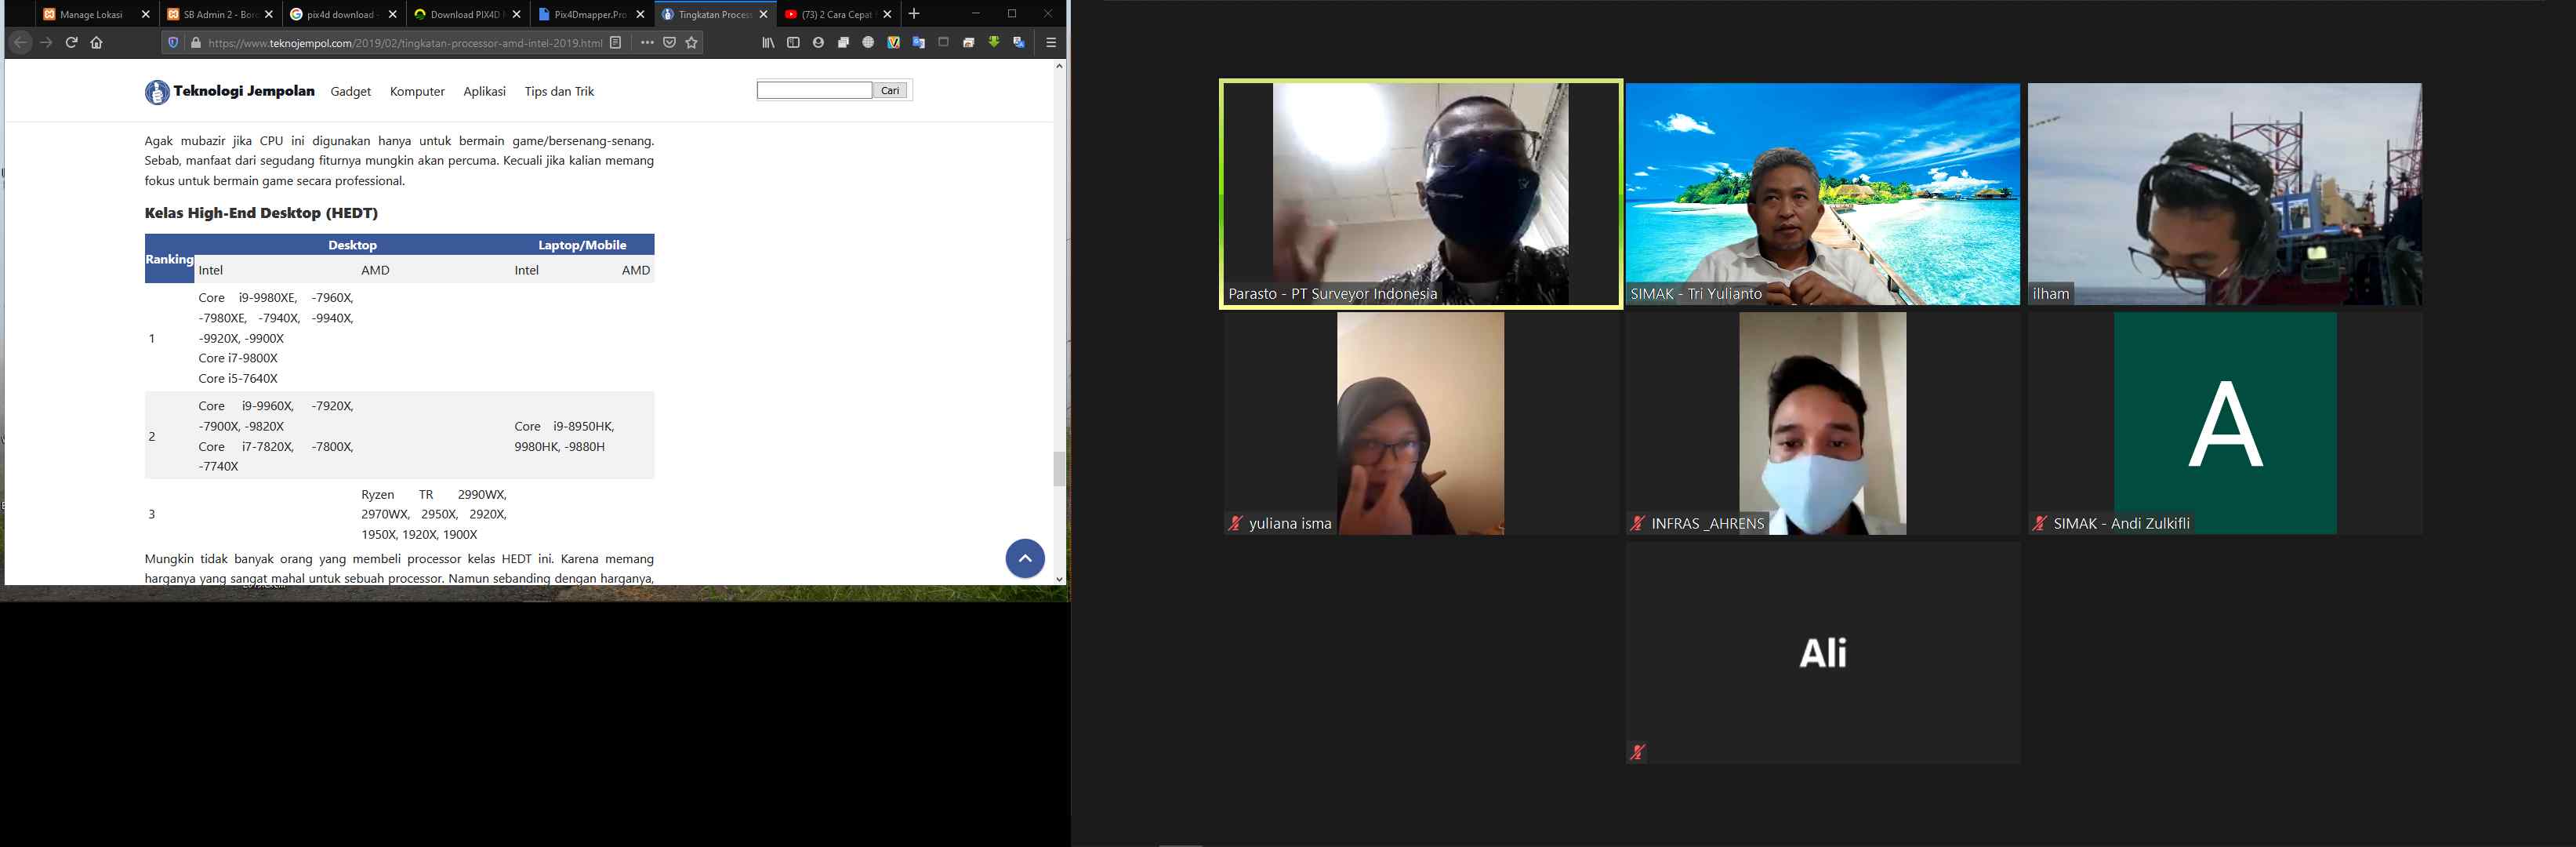 Manage Lokasi
SB Admin 2 - Bor
pix4d download -
Download PIX4D
Pix4Dmapper.Pro
Tingkatan Process
(73) 2 Cara Cepat
https://www.teknojempol.com/2019/02/tingkatan-processor-amd-intel-2019.html
Teknologi Jempolan
Gadget
Komputer
Aplikasi
Tips dan Trik
Cari
Agak mubazir jika CPU ini digunakan hanya untuk bermain game/bersenang-senang.
Sebab, manfaat dari segudang fiturnya mungkin akan percuma. Kecuali jika kalian memang
fokus untuk bermain game secara professional.
Kelas High-End Desktop (HEDT)
Ranking
Desktop
Laptop/Mobile
Intel
AMD
Intel
AMD
1
Core i9-9980XE, -7960X,
-7980XE, -7940X, -9940X,
-9920X, -9900X
Core i7-9800X
Core i5-7640X
2
Core i9-9960X, -7920X,
-7900X, -9820X
Core i7-7820X, -7800X,
-7740X
Core i9-8950HK,
9980HK, -9880H
3
Ryzen TR 2990WX,
2970WX, 2950X, 2920X,
1950X, 1920X, 1900X
Mungkin tidak banyak orang yang membeli processor kelas HEDT ini. Karena memang
harganya yang sangat mahal untuk sebuah processor. Namun sebanding dengan harganya,
Parasto - PT Surveyor Indonesia
SIMAK - Tri Yulianto
ilham
yuliana isma
INFRAS _AHRENS
A
SIMAK - Andi Zulkifli
Ali